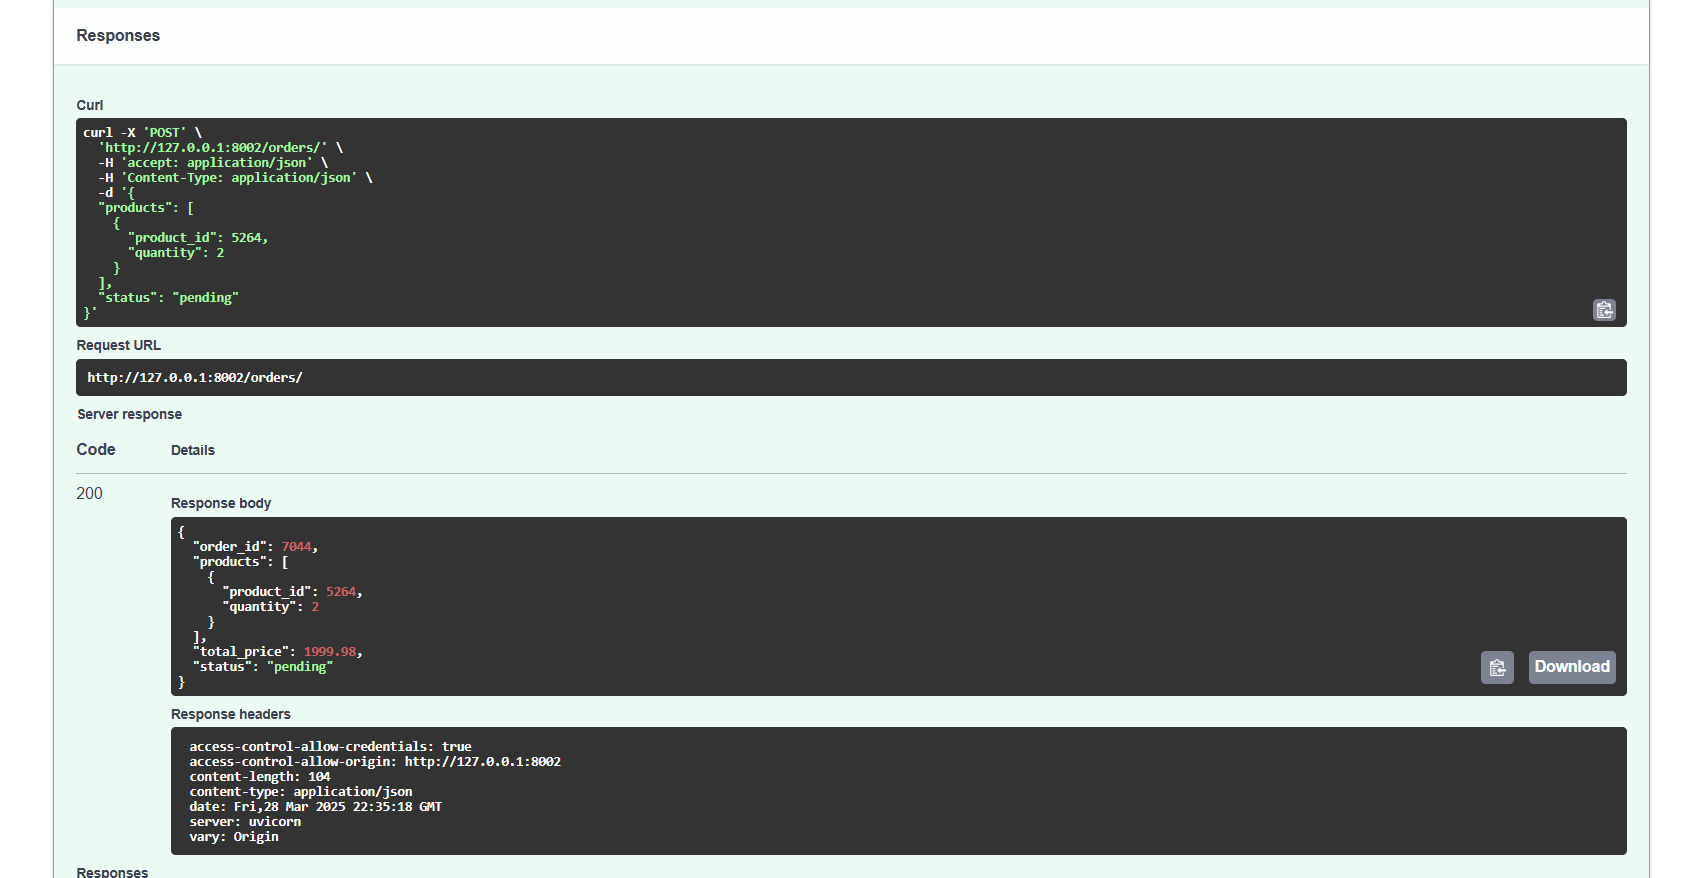 Responses
Curl
curl -X 'POST' \
  'http://127.0.0.1:8002/orders/' \
  -H 'accept: application/json' \
  -H 'Content-Type: application/json' \
  -d '{
  "products": [
    {
      "product_id": 5264,
      "quantity": 2
    }
  ],
  "status": "pending"
}'
Request URL
http://127.0.0.1:8002/orders/
Server response
Code Details
200
Response body
{
  "order_id": 7044,
  "products": [
    {
      "product_id": 5264,
      "quantity": 2
    }
  ],
  "total_price": 1999.98,
  "status": "pending"
}
Download
Response headers
access-control-allow-credentials: true
access-control-allow-origin: http://127.0.0.1:8002
content-length: 104
content-type: application/json
date: Fri,28 Mar 2025 22:35:18 GMT
server: uvicorn
vary: Origin
Responses